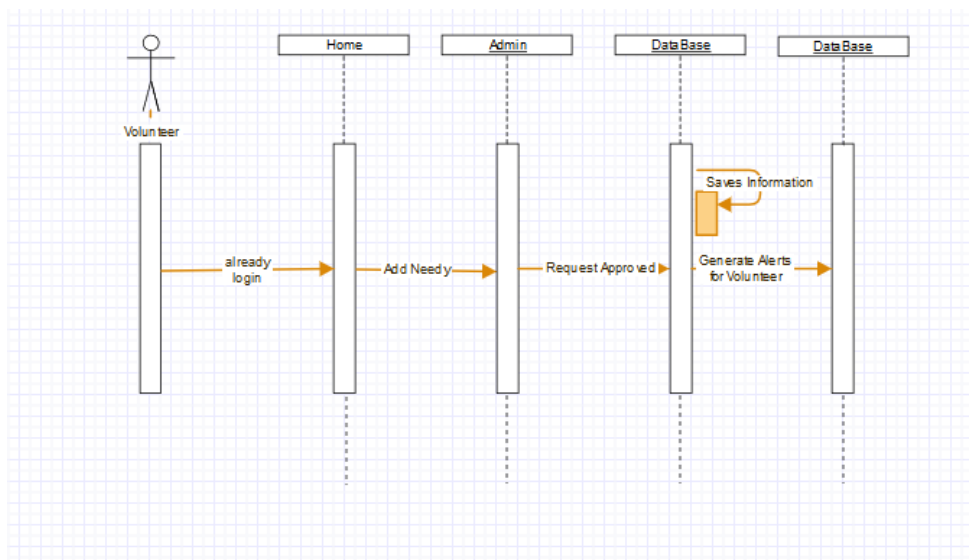 Home
Admin
DataBase
DataBase
Volunteer
Saves Information
already
login
Add Needy
Request Approved
Generate Alerts
for Volunteer